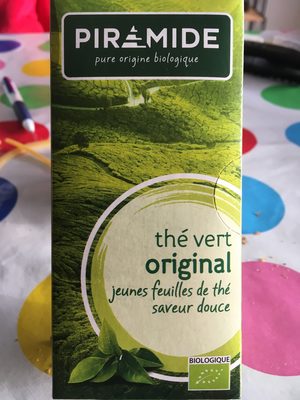 PIRAMIDE
pure origine biologique
thé vert
original
jeunes feuilles de thé
saveur douce
BIOLOGIQUE